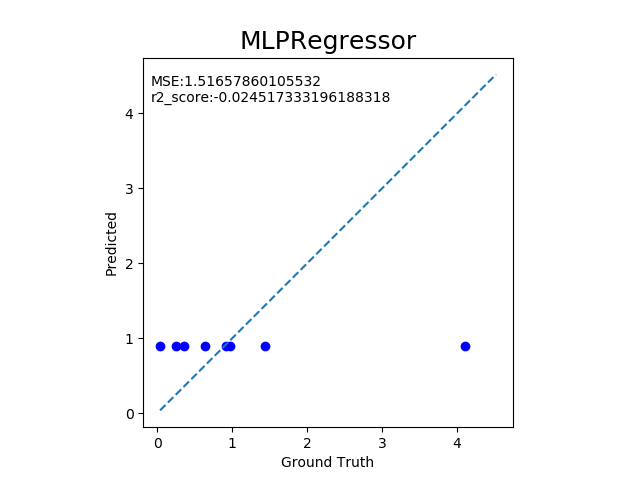 MLPRegressor
MSE:1.51657860105532
r2_score:-0.024517333196188318
4
3
2
1
0
Predicted
0 1 2 3 4
Ground Truth